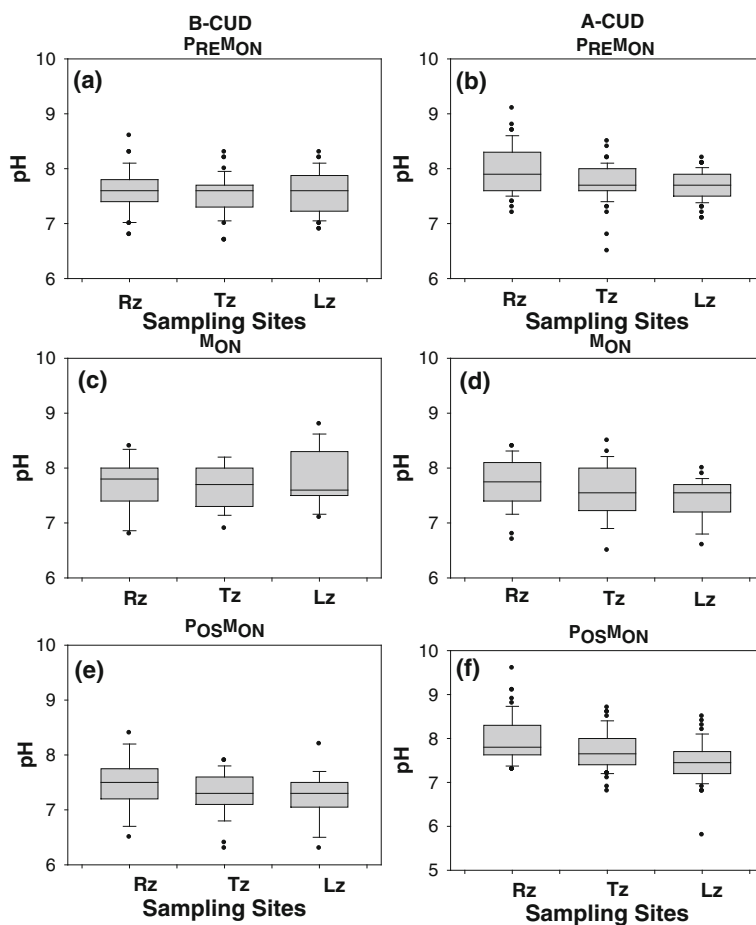 B-CUD
PREMON
A-CUD
PREMON
(a)
10
9
8
7
6
pH
Rz Tz Lz
Sampling Sites
(b)
10
9
8
7
6
pH
Rz Tz Lz
Sampling Sites
MON
(c)
10
9
8
7
6
pH
Rz Tz Lz
MON
(d)
10
9
8
7
6
pH
Rz Tz Lz
POSMON
(e)
10
9
8
7
6
pH
Rz Tz Lz
Sampling Sites
POSMON
(f)
10
9
8
7
6
5
pH
Rz Tz Lz
Sampling Sites